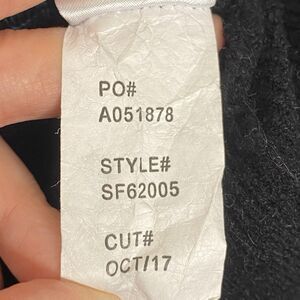 PO#
A051878
STYLE#
SF62005
CUT#
OCT/17